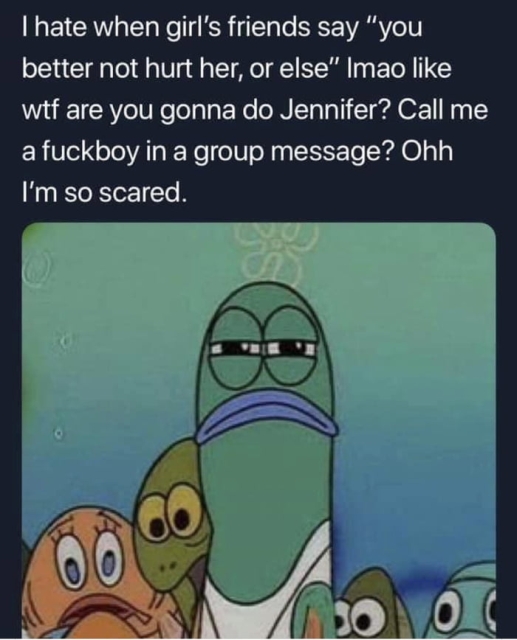 I hate when girl’s friends say “you
better not hurt her, or else” lmao like
wtf are you gonna do Jennifer? Call me
a fuckboy in a group message? Ohh
I’m so scared.